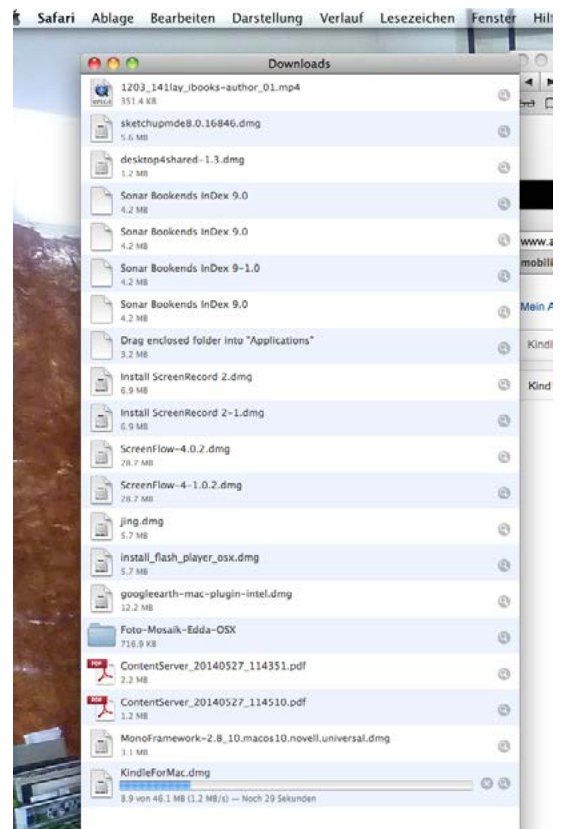 Safari Ablage Bearbeiten Darstellung Verlauf Lesezeichen Fenster Hil
Downloads
1203_141lay_ibooks-author_01.mp4
351.4 KB
sketchupmde8.0.16846.dmg
5.6 MB
desktop4shared-1.3.dmg
1.2 MB
Sonar Bookends InDex 9.0
4.2 MB
Sonar Bookends InDex 9.0
4.2 MB
www.a
Sonar Bookends InDex 9-1.0
mobili
4.2 MB
Sonar Bookends InDex 9.0
Mein A
4.2 MB
Drag enclosed folder into "Applications"
Kindl
3.2 MB
Install ScreenRecord 2.dmg
Kind
6.9 MB
Install ScreenRecord 2-1.dmg
6.9 MB
ScreenFlow-4.0.2.dmg
28.7 MB
ScreenFlow-4-1.0.2.dmg
28.7 MB
jing.dmg
5.7 MB
install_flash_player_osx.dmg
5.7 MB
googleearth-mac-plugin-intel.dmg
12.2 MB
Foto-Mosaik-Edda-OSX
716.9 KB
PDF
ContentServer_20140527_114351.pdf
2.2 MB
PDF
ContentServer_20140527_114510.pdf
1.2 MB
MonoFramework-2.8_10.macos10.novell.universal.dmg
3.1 MB
KindleForMac.dmg
8.9 von 46.1 MB (1.2 MB/s) — Noch 29 Sekunden